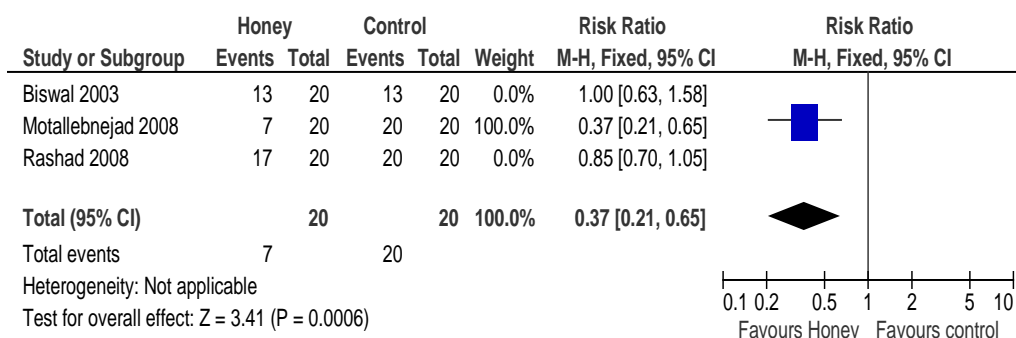 Honey Control Risk Ratio Risk Ratio
Study or Subgroup Events Total Events Total Weight M-H, Fixed, 95% CI M-H, Fixed, 95% CI
Biswal 2003 13 20 13 20 0.0% 1.00 [0.63, 1.58]
Motallebnejad 2008 7 20 20 20 100.0% 0.37 [0.21, 0.65]
Rashad 2008 17 20 20 20 0.0% 0.85 [0.70, 1.05]
Total (95% CI) 20 20 100.0% 0.37 [0.21, 0.65]
Total events 7 20
Heterogeneity: Not applicable
Test for overall effect: Z = 3.41 (P = 0.0006)
0.1 0.2 0.5 1 2 5 10
Favours Honey Favours control